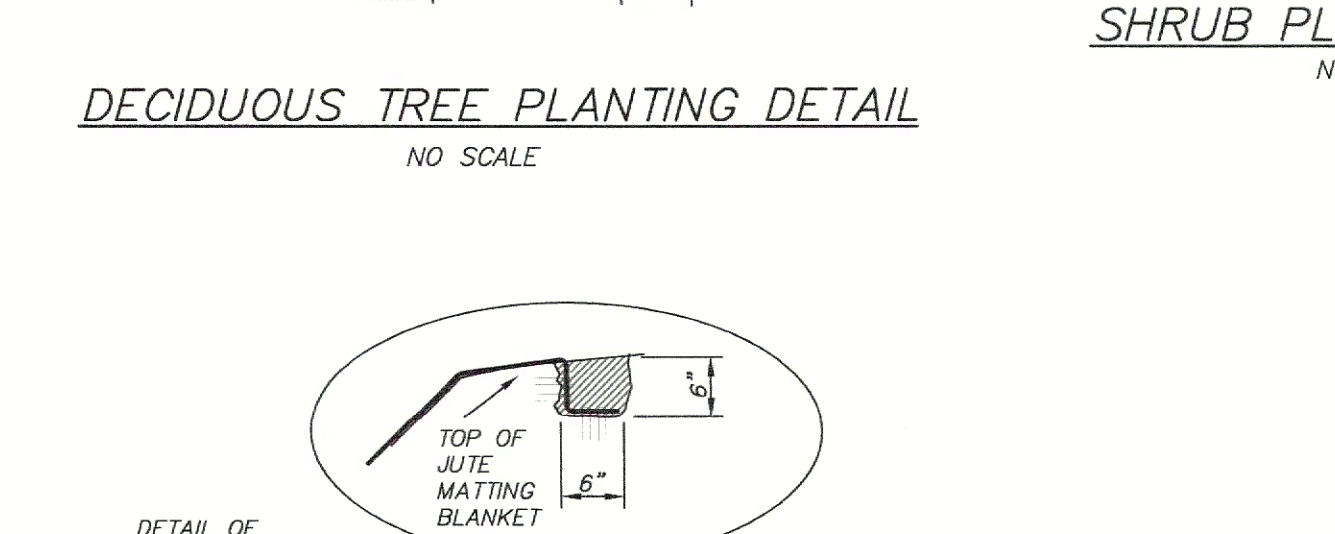 SHRUB PL
N
DECIDUOUS TREE PLANTING DETAIL
NO SCALE
6"
TOP OF
JUTE
MATTING
BLANKET
6"
DETAIL OF